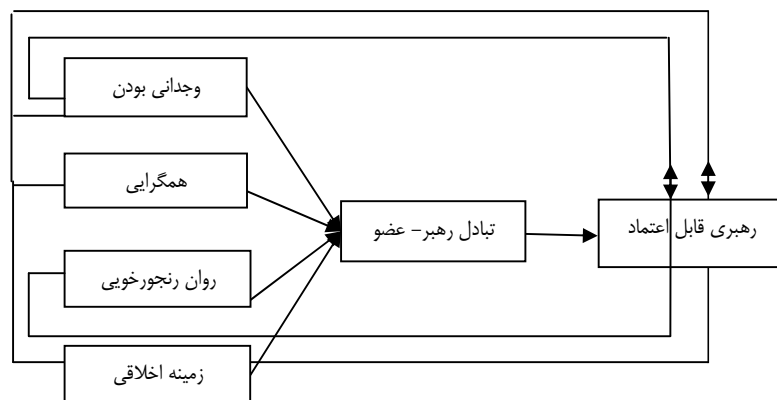 وجدانی بودن
همگرایی
روان رنجورخویی
زمینه اخلاقی
تبادل رهبر- عضو
رهبری قابل اعتماد